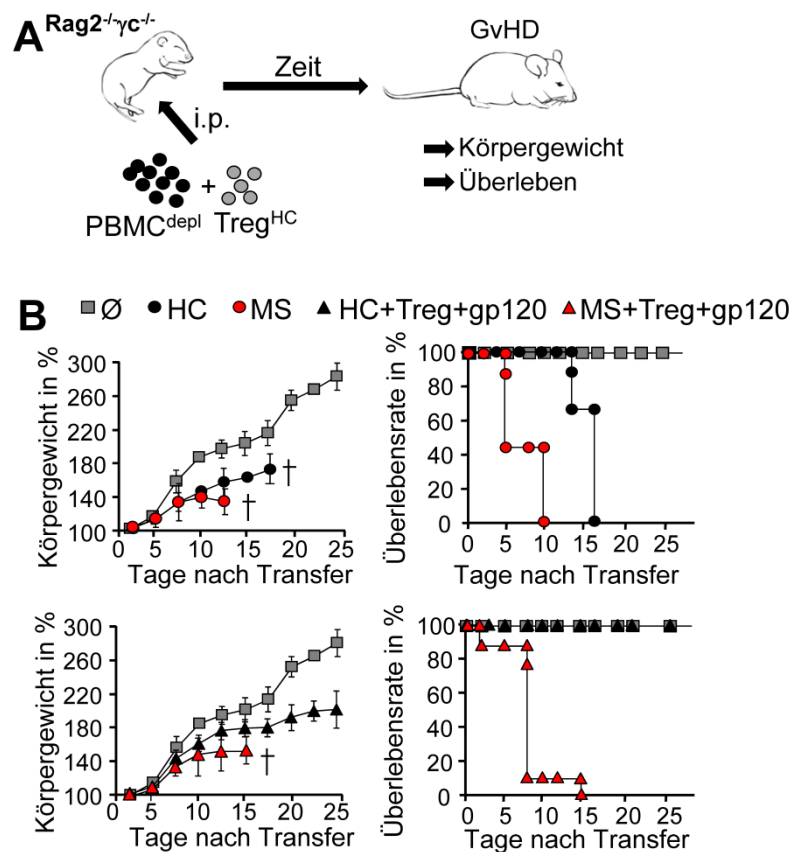 A Rag2-/-γc-/-
GvHD
Zeit
i.p.
Körpergewicht
Überleben
+
PBMCdepl TregHC
B Ø HC MS HC+Treg+gp120 MS+Treg+gp120
Körpergewicht in %
300
260
220
180
140
100
†
†
0 5 10 15 20 25
Tage nach Transfer
Überlebensrate in %
100
80
60
40
20
0
0 5 10 15 20 25
Tage nach Transfer
Körpergewicht in %
300
260
220
180
140
100
†
0 5 10 15 20 25
Tage nach Transfer
Überlebensrate in %
100
80
60
40
20
0
0 5 10 15 20 25
Tage nach Transfer